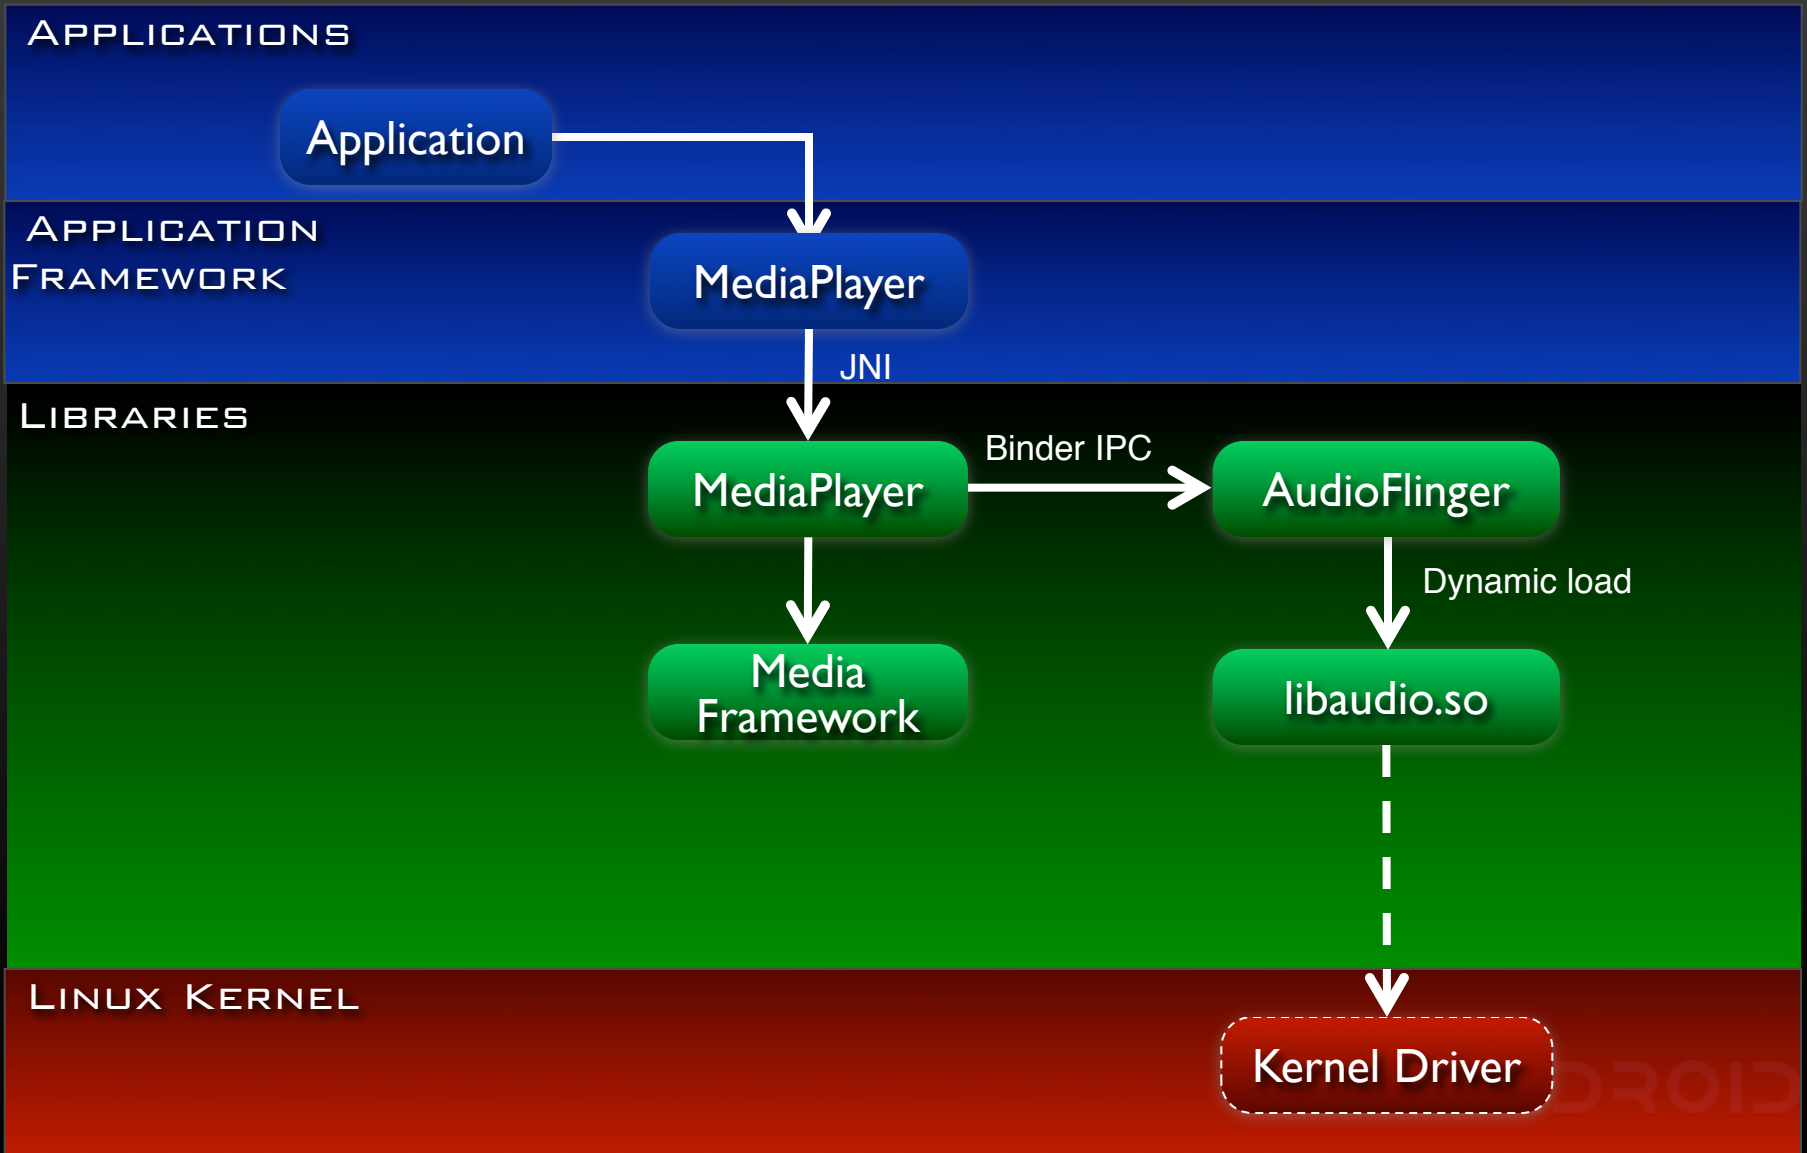 APPLICATIONS
Application
APPLICATION
FRAMEWORK
MediaPlayer
JNI
LIBRARIES
Binder IPC
MediaPlayer
AudioFlinger
Dynamic load
Media
Framework
libaudio.so
LINUX KERNEL
Kernel Driver
DROID